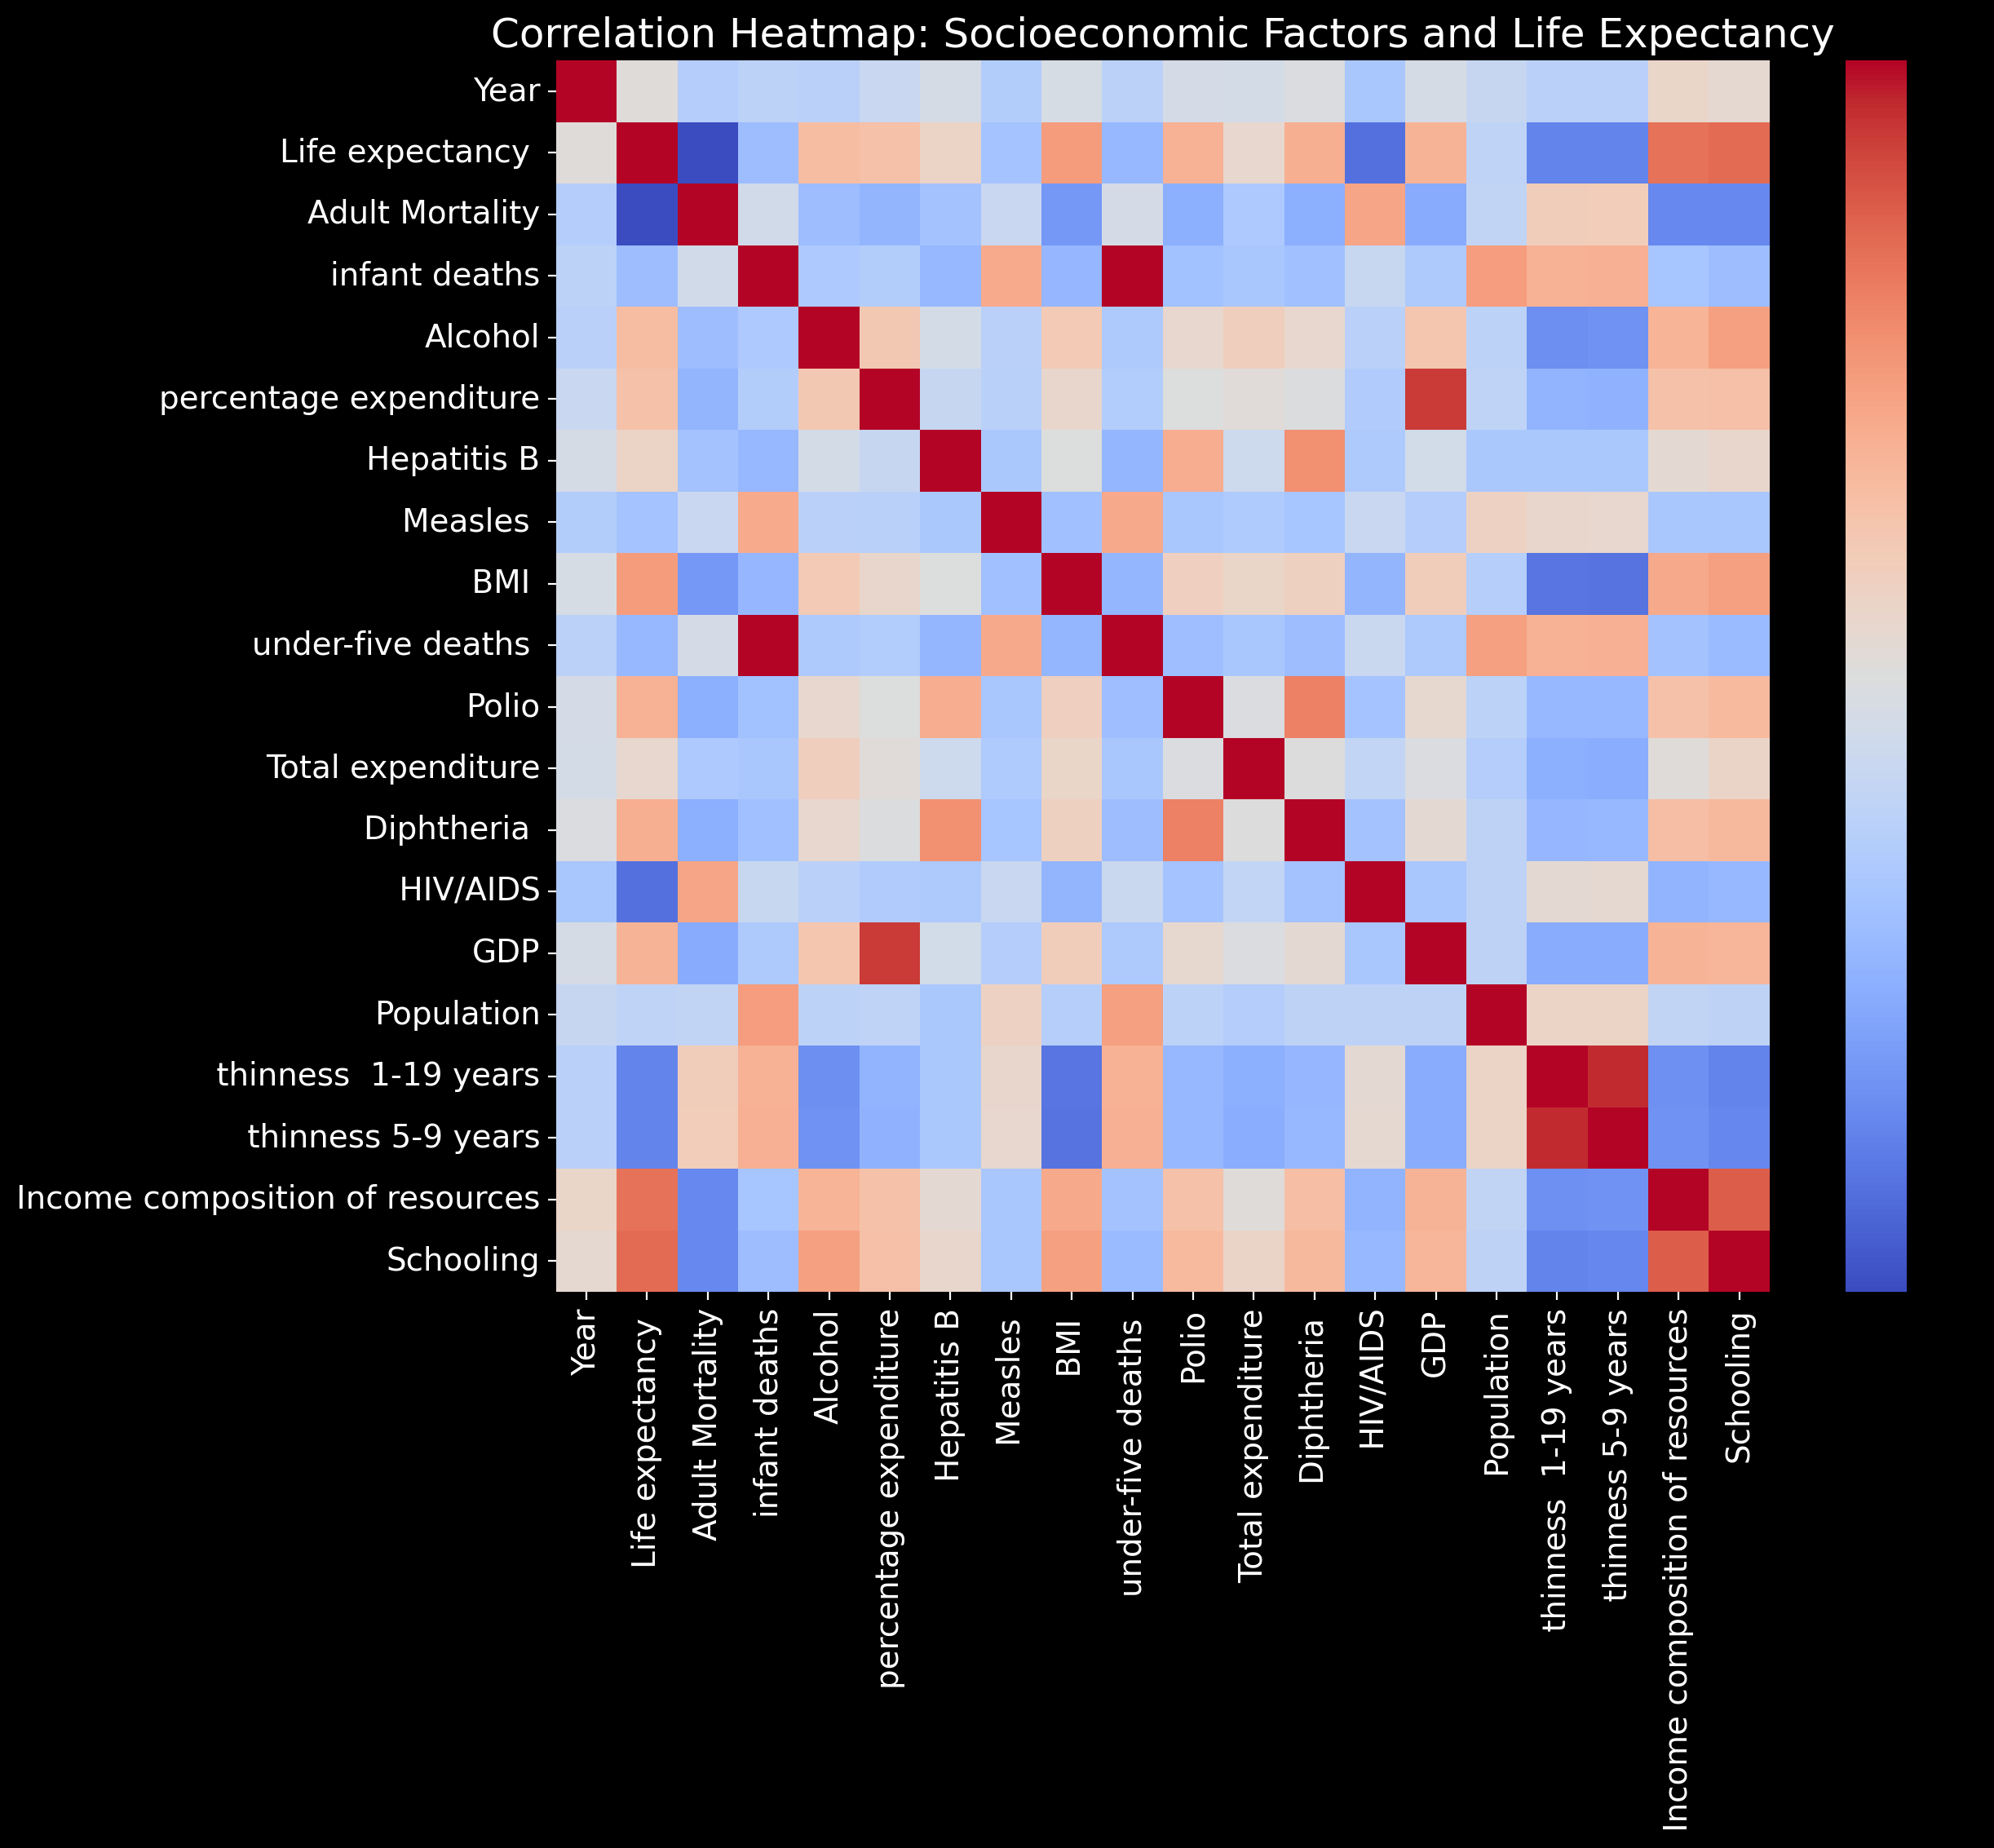 Correlation Heatmap: Socioeconomic Factors and Life Expectancy
Year
Life expectancy
Adult Mortality
infant deaths
Alcohol
percentage expenditure
Hepatitis B
Measles
BMI
under-five deaths
Polio
Total expenditure
Diphtheria
HIV/AIDS
GDP
Population
thinness  1-19 years
thinness 5-9 years
Income composition of resources
Schooling
Year
Life expectancy
Adult Mortality
infant deaths
Alcohol
percentage expenditure
Hepatitis B
Measles
BMI
under-five deaths
Polio
Total expenditure
Diphtheria
HIV/AIDS
GDP
Population
thinness  1-19 years
thinness 5-9 years
Income composition of resources
Schooling